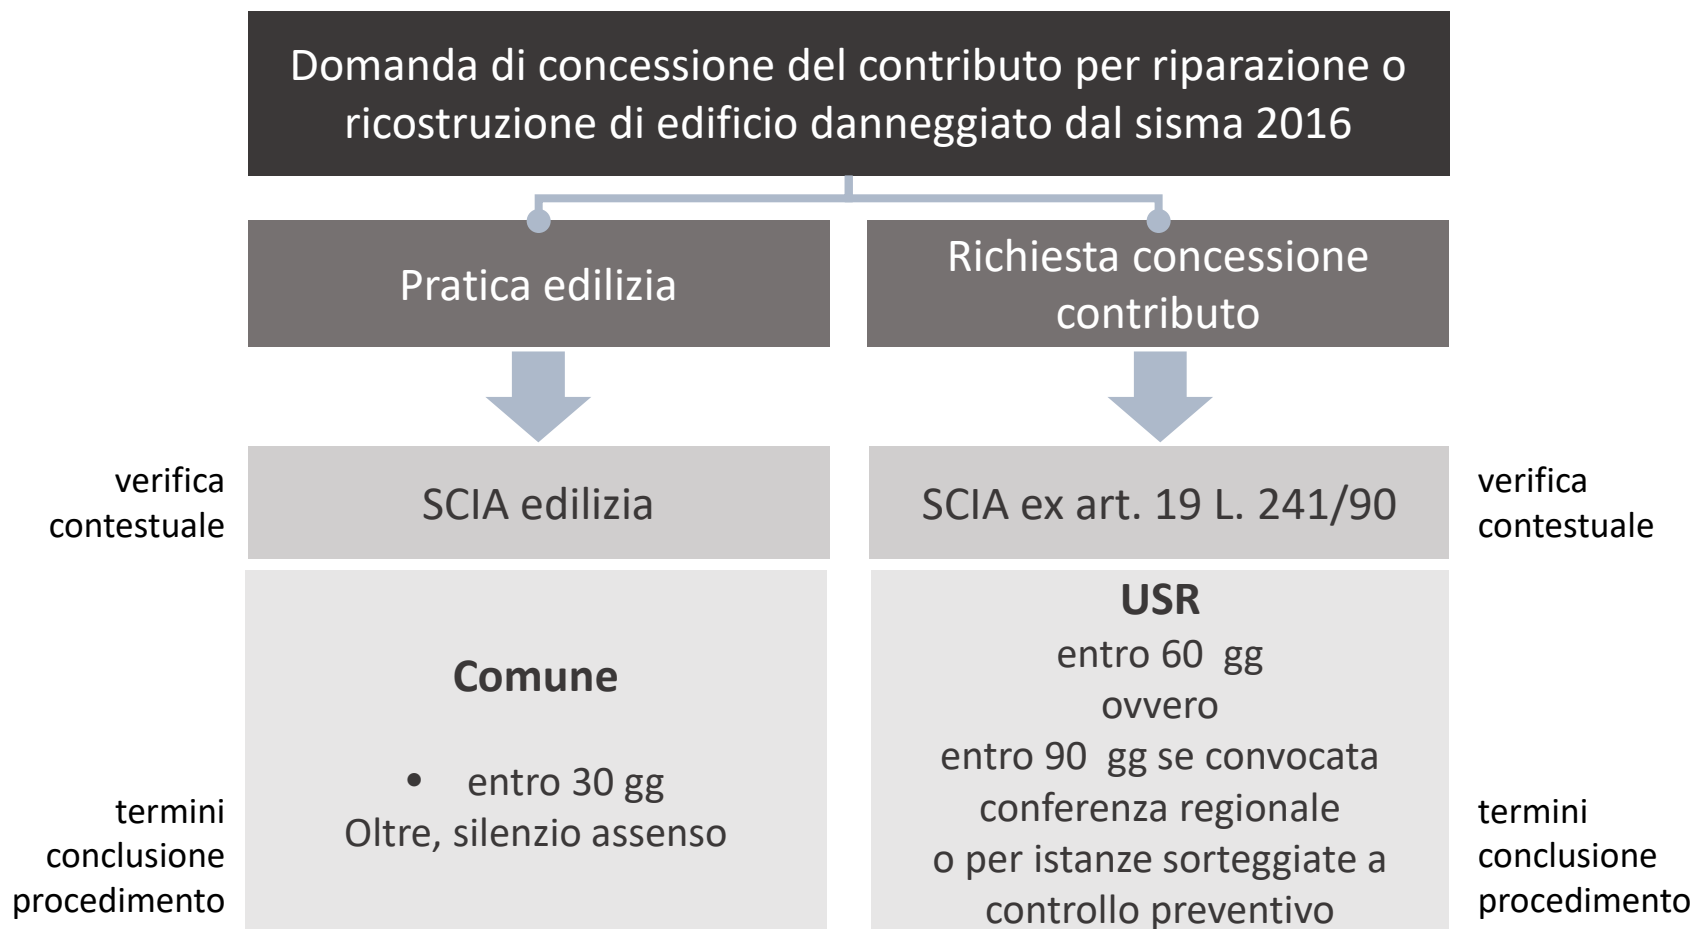 Domanda di concessione del contributo per riparazione o
ricostruzione di edificio danneggiato dal sisma 2016
Pratica edilizia
Richiesta concessione
contributo
verifica
contestuale
SCIA edilizia
SCIA ex art. 19 L. 241/90
verifica
contestuale
Comune
• entro 30 gg
Oltre, silenzio assenso
termini
conclusione
procedimento
USR
entro 60 gg
ovvero
entro 90 gg se convocata
conferenza regionale
o per istanze sorteggiate a
controllo preventivo
termini
conclusione
procedimento